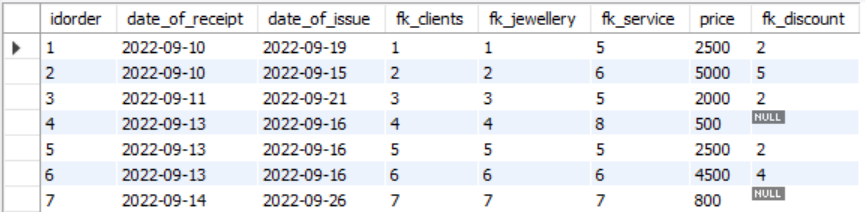 idorder date_of_receipt date_of_issue fk_clients fk_jewellery fk_service price fk_discount
1 2022-09-10 2022-09-19 1 1 5 2500 2
2 2022-09-10 2022-09-15 2 2 6 5000 5
3 2022-09-11 2022-09-21 3 3 5 2000 2
4 2022-09-13 2022-09-16 4 4 8 500 NULL
5 2022-09-13 2022-09-16 5 5 5 2500 2
6 2022-09-13 2022-09-16 6 6 6 4500 4
7 2022-09-14 2022-09-26 7 7 7 800 NULL